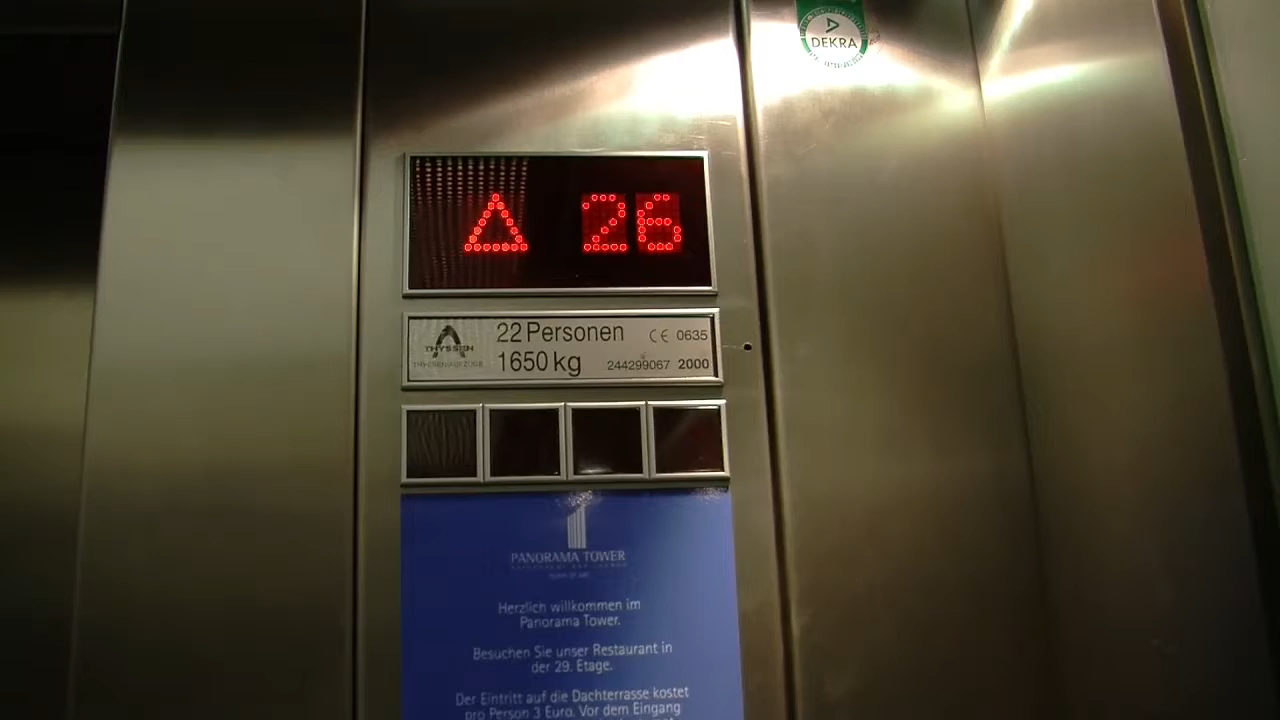 DEKRA
26
THYSSEN
22 Personen
CE 0635
1650 kg
244299067 2000
PANORAMA TOWER
Herzlich willkommen im
Panorama Tower.
Besuchen Sie unser Restaurant in
der 29. Etage.
Der Eintritt auf die Dachterrasse kostet
pro Person 3 Euro. Vor dem Eingang